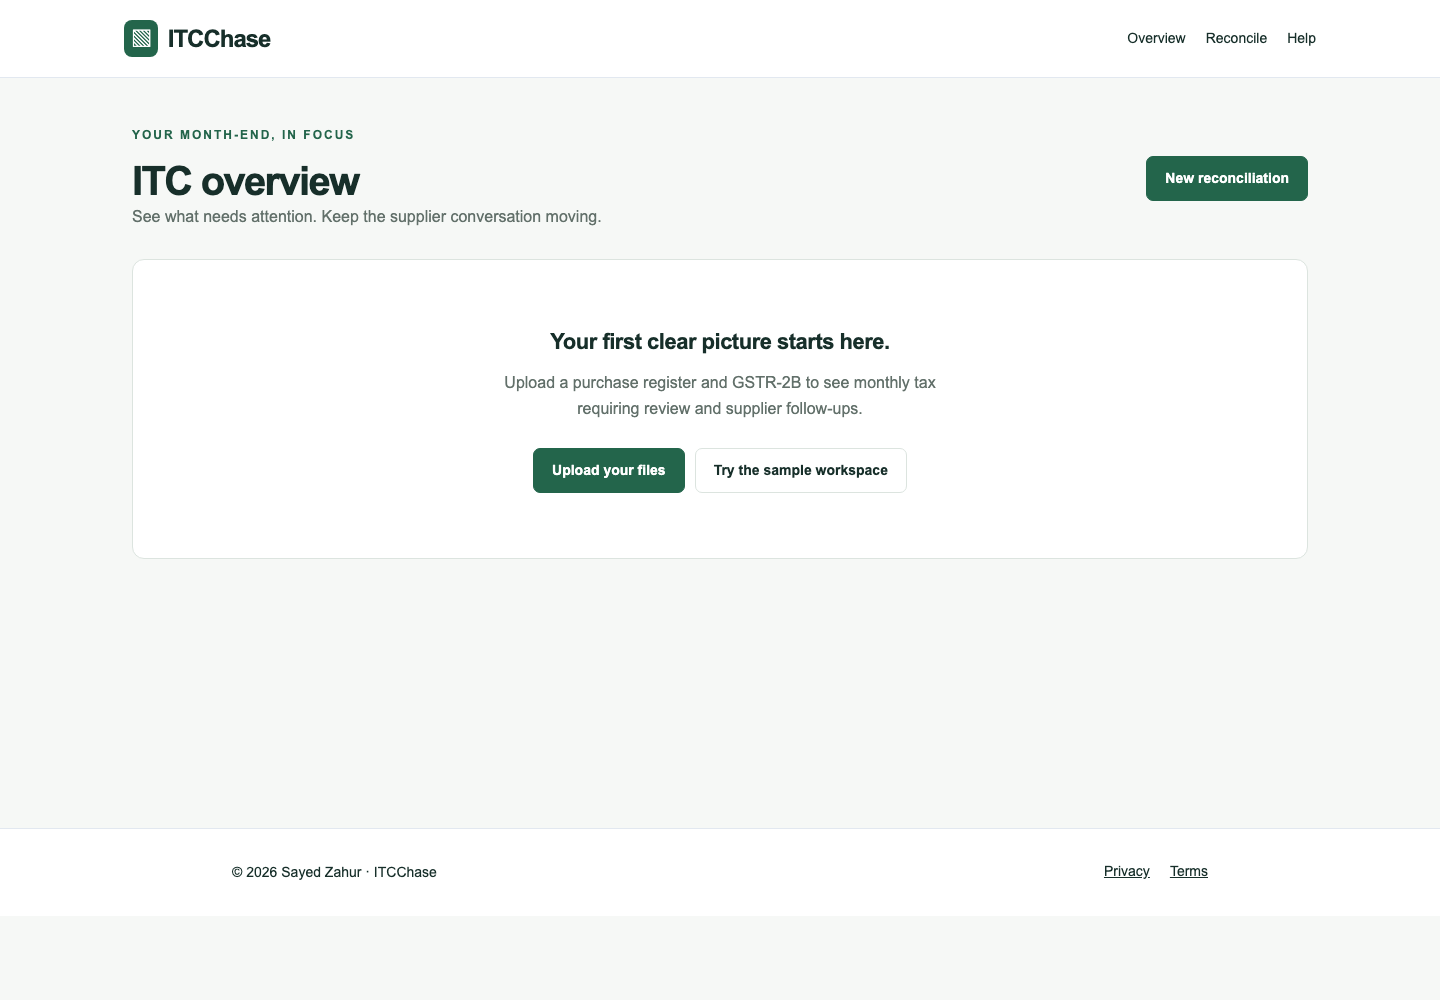 ITCChase
Overview
Reconcile
Help
YOUR MONTH-END, IN FOCUS
ITC overview
See what needs attention. Keep the supplier conversation moving.
New reconciliation
Your first clear picture starts here.
Upload a purchase register and GSTR-2B to see monthly tax
requiring review and supplier follow-ups.
Upload your files
Try the sample workspace
© 2026 Sayed Zahur · ITCChase
Privacy
Terms